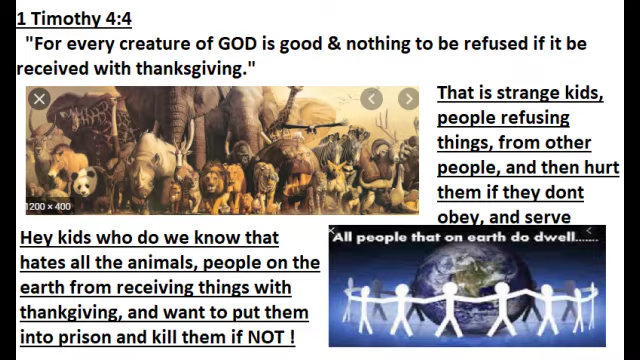 1 Timothy 4:4
"For every creature of GOD is good & nothing to be refused if it be
received with thanksgiving."
1200 × 400
That is strange kids,
people refusing
things, from other
people, and then hurt
them if they dont
obey, and serve
Hey kids who do we know that
hates all the animals, people on the
earth from receiving things with
thankgiving, and want to put them
into prison and kill them if NOT !
All people that on earth do dwell.......